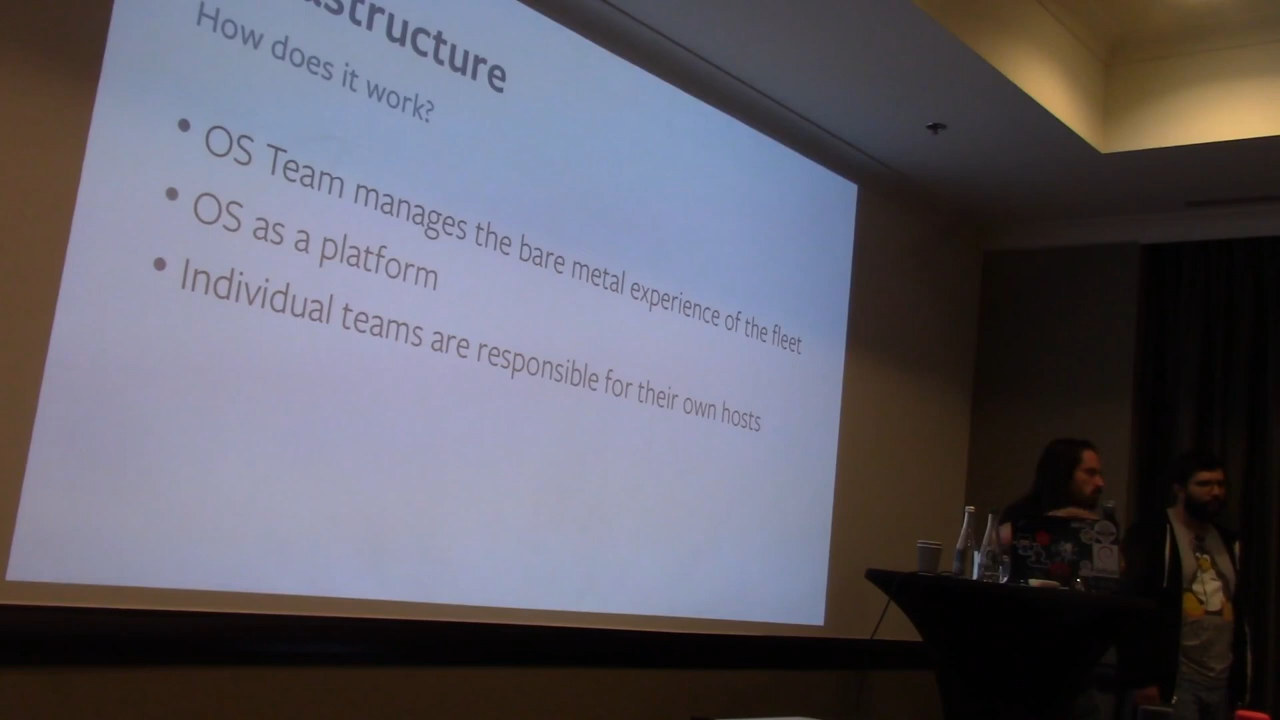 astructure
How does it work?
• OS Team manages the bare metal experience of the fleet
• OS as a platform
• Individual teams are responsible for their own hosts